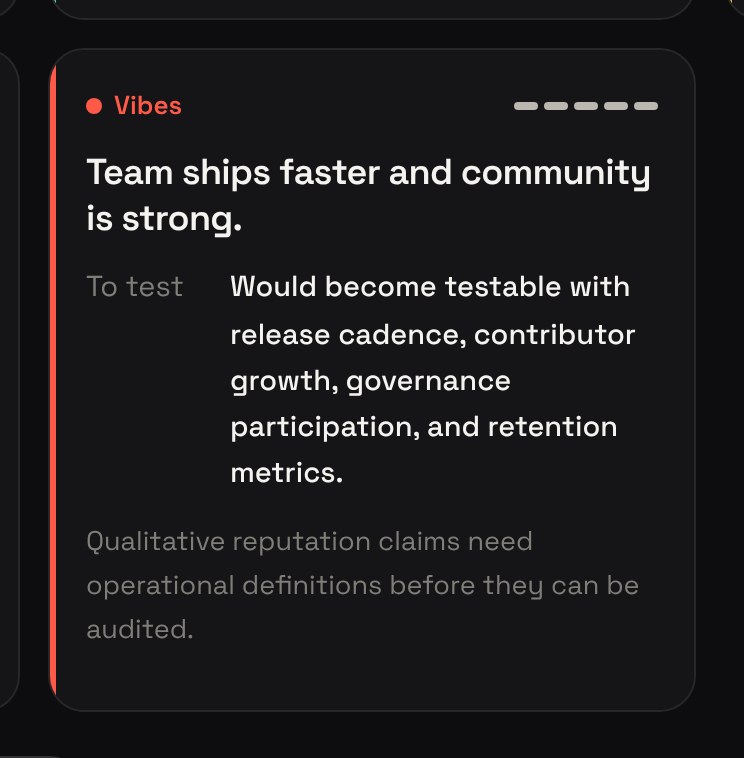 Vibes
Team ships faster and community
is strong.
To test
Would become testable with
release cadence, contributor
growth, governance
participation, and retention
metrics.
Qualitative reputation claims need
operational definitions before they can be
audited.